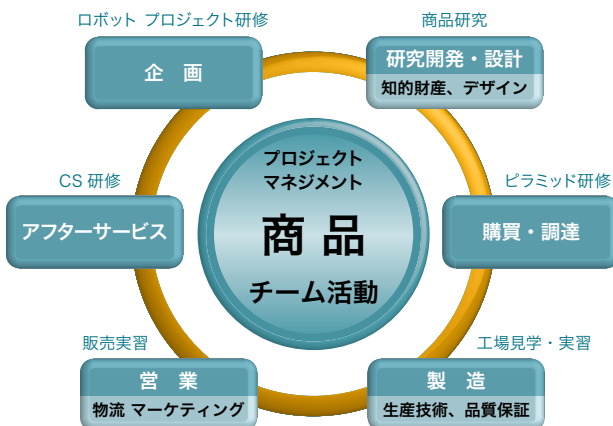 ロボット プロジェクト研修
商品研究
企　画
研究開発・設計
知的財産、デザイン
プロジェクト
マネジメント
商 品
チーム活動
CS 研修
アフターサービス
ピラミッド研修
購買・調達
販売実習
営　業
物流 マーケティング
工場見学・実習
製　造
生産技術、品質保証